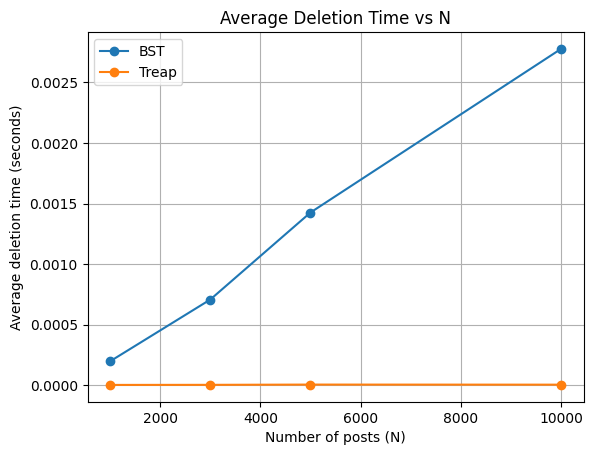 Average Deletion Time vs N
BST
Treap
0.0025
0.0020
0.0015
0.0010
0.0005
0.0000
Average deletion time (seconds)
2000 4000 6000 8000 10000
Number of posts (N)